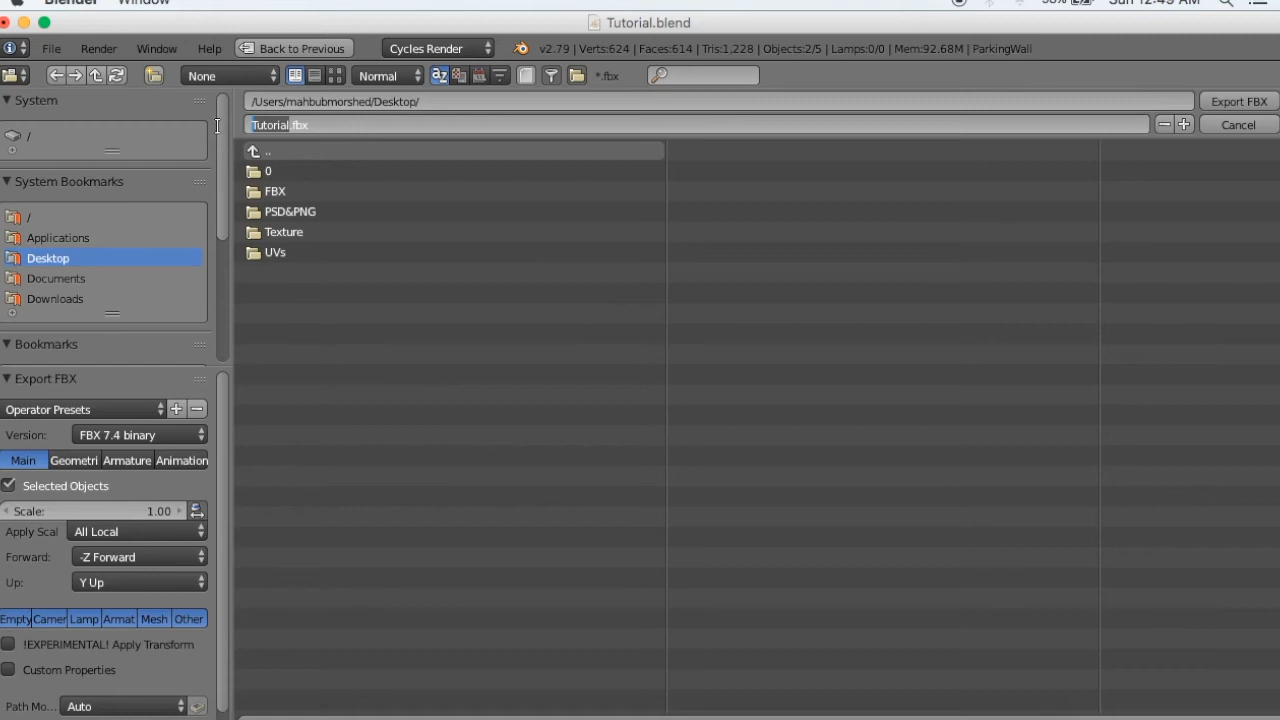 Blender Window 98% Sun 12:49 AM
Tutorial.blend
File Render Window Help Back to Previous Cycles Render v2.79 | Verts:624 | Faces:614 | Tris:1,228 | Objects:2/5 | Lamps:0/0 | Mem:92.68M | ParkingWall
None Normal *.fbx
System
/Users/mahbubmorshed/Desktop/ Export FBX
Tutorial.fbx Cancel
/
..
0
System Bookmarks
FBX
/
PSD&PNG
Applications
Texture
Desktop
UVs
Documents
Downloads
Bookmarks
Export FBX
Operator Presets
Version: FBX 7.4 binary
Main Geometri Armature Animation
Selected Objects
Scale: 1.00
Apply Scal All Local
Forward: -Z Forward
Up: Y Up
Empty Camer Lamp Armat Mesh Other
!EXPERIMENTAL! Apply Transform
Custom Properties
Path Mo... Auto